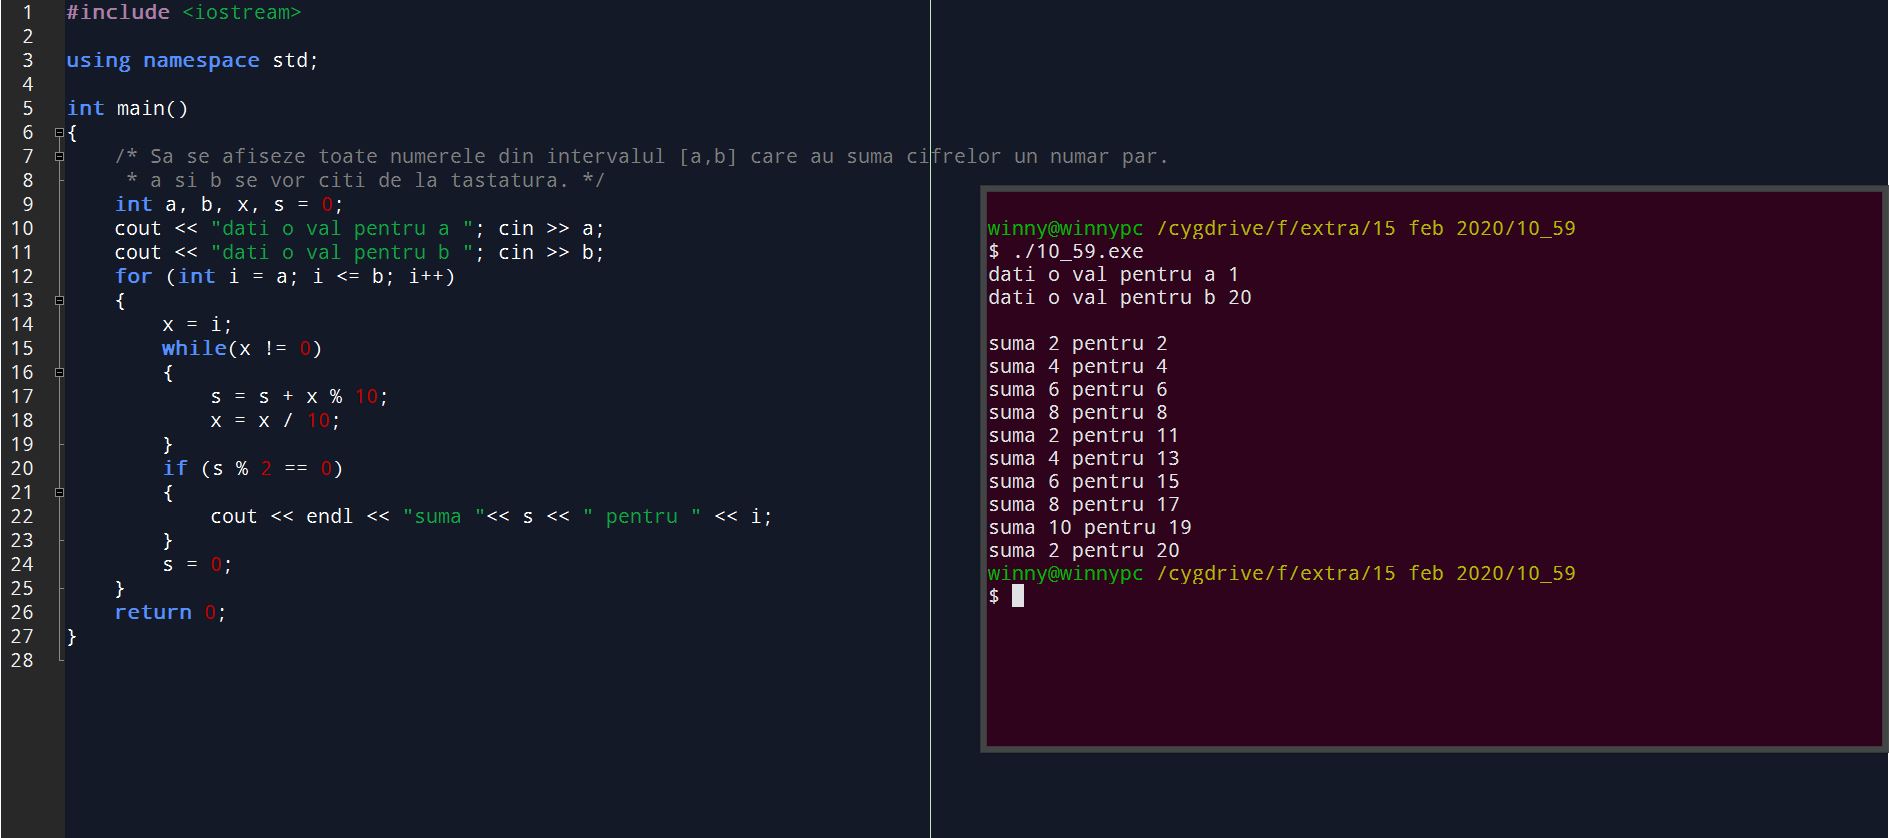 1 #include <iostream>
2
3 using namespace std;
4
5 int main()
6 {
7     /* Sa se afiseze toate numerele din intervalul [a,b] care au suma cifrelor un numar par.
8      * a si b se vor citi de la tastatura. */
9     int a, b, x, s = 0;
10     cout << "dati o val pentru a "; cin >> a;
11     cout << "dati o val pentru b "; cin >> b;
12     for (int i = a; i <= b; i++)
13     {
14         x = i;
15         while(x != 0)
16         {
17             s = s + x % 10;
18             x = x / 10;
19         }
20         if (s % 2 == 0)
21         {
22             cout << endl << "suma "<< s << " pentru " << i;
23         }
24         s = 0;
25     }
26     return 0;
27 }
28
winny@winnypc /cygdrive/f/extra/15 feb 2020/10_59
$ ./10_59.exe
dati o val pentru a 1
dati o val pentru b 20

suma 2 pentru 2
suma 4 pentru 4
suma 6 pentru 6
suma 8 pentru 8
suma 2 pentru 11
suma 4 pentru 13
suma 6 pentru 15
suma 8 pentru 17
suma 10 pentru 19
suma 2 pentru 20
winny@winnypc /cygdrive/f/extra/15 feb 2020/10_59
$